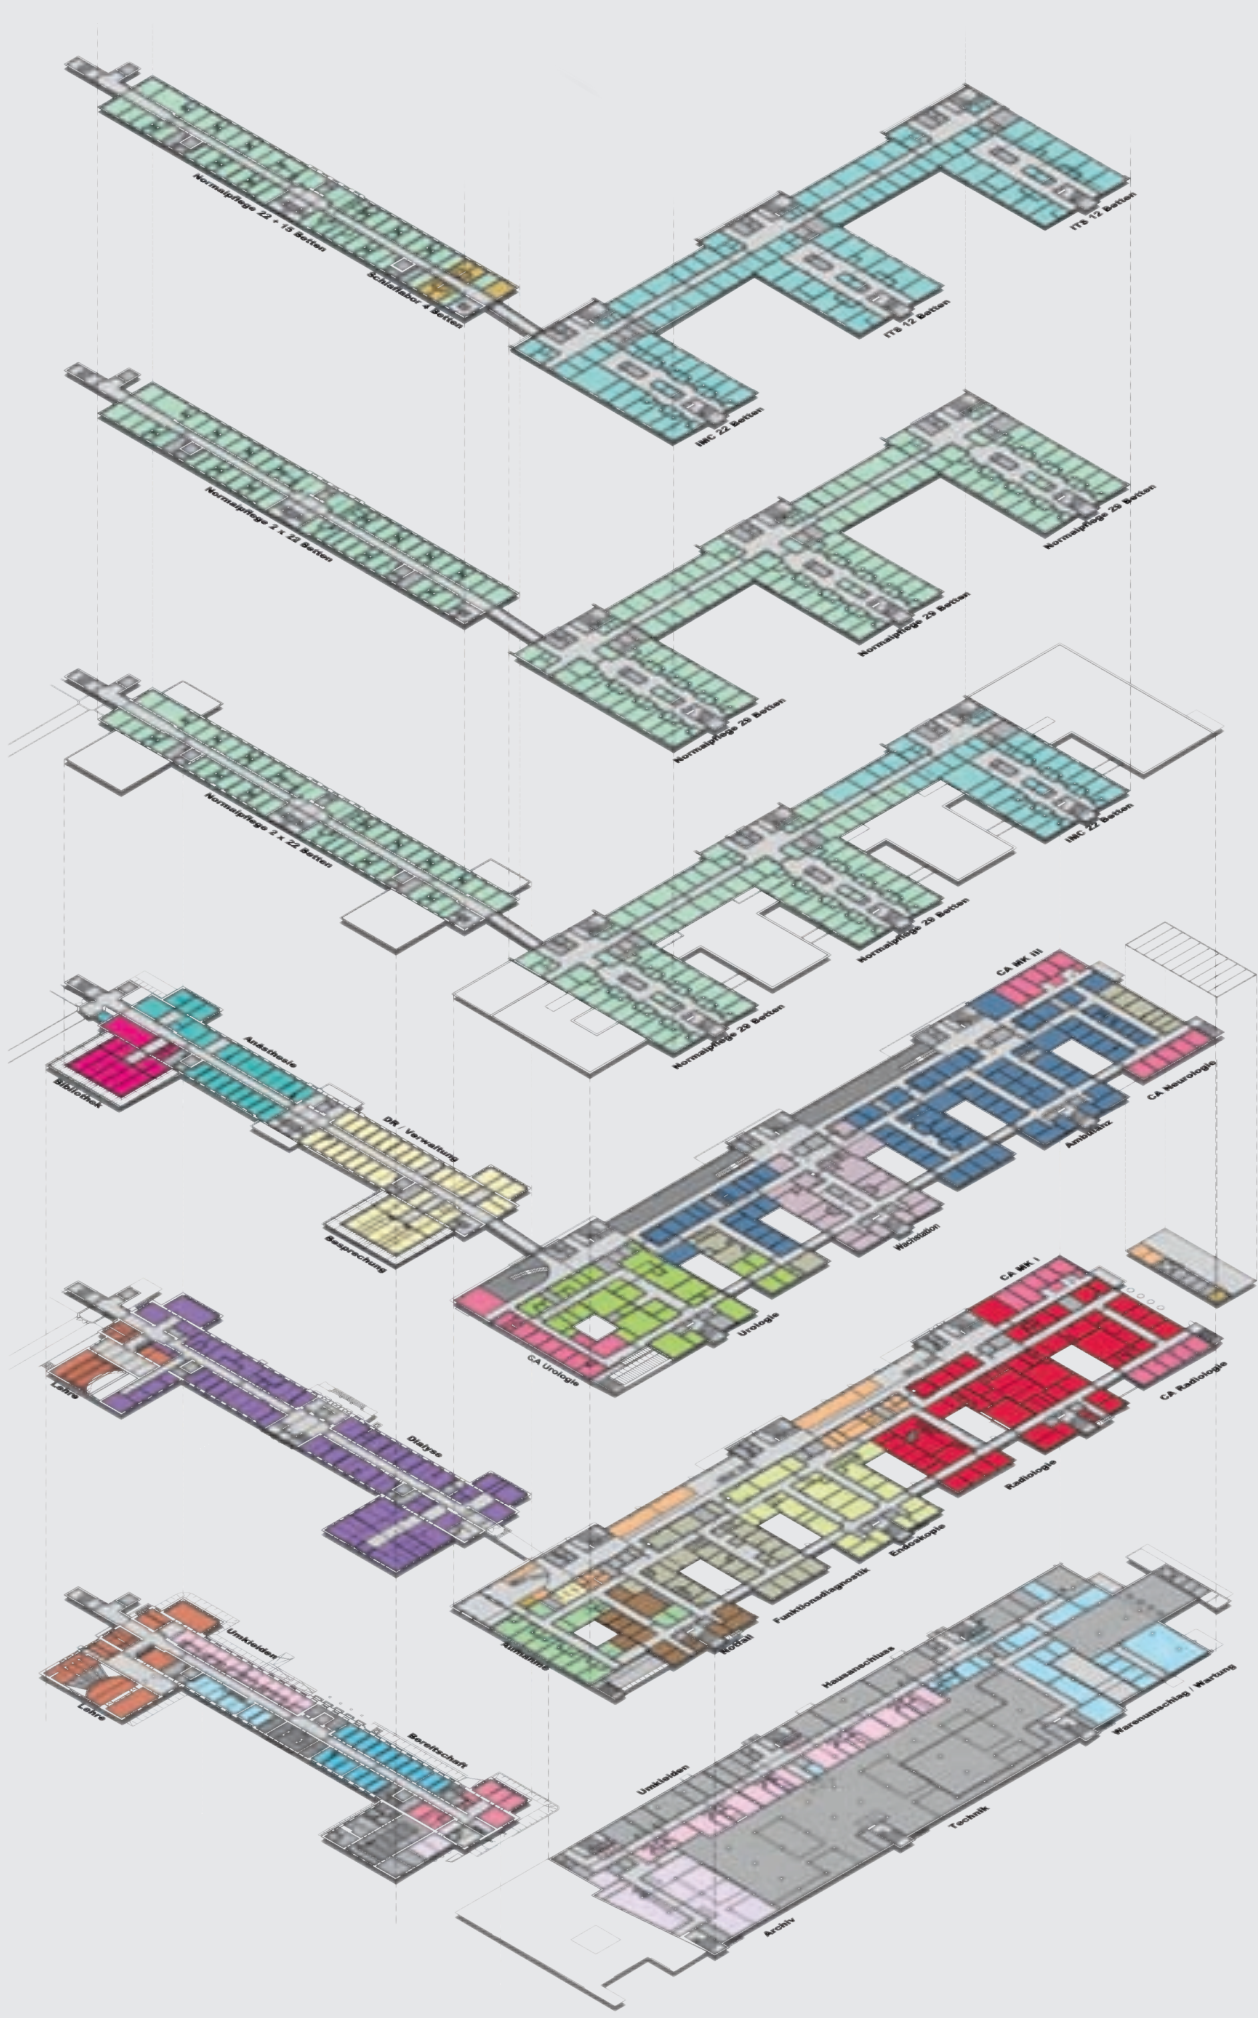 Normalpflege 22 + 15 Betten
Schlaflabor 4 Betten
ITS 12 Betten
ITS 12 Betten
IMC 22 Betten
Normalpflege 2 x 22 Betten
Normalpflege 29 Betten
Normalpflege 29 Betten
Normalpflege 29 Betten
Normalpflege 2 x 22 Betten
IMC 22 Betten
Normalpflege 29 Betten
Normalpflege 29 Betten
CA MK III
Anästhesie
Bibliothek
DR / Verwaltung
Besprechung
CA Neurologie
Ambulanz
Wachstation
Urologie
CA Urologie
CA MK I
Lehre
Dialyse
CA Radiologie
Radiologie
Endoskopie
Funktionsdiagnostik
Notfall
Umkleiden
Lehre
Bereitschaft
Hausanschluss
Umkleiden
Warenumschlag / Wartung
Technik
Archiv